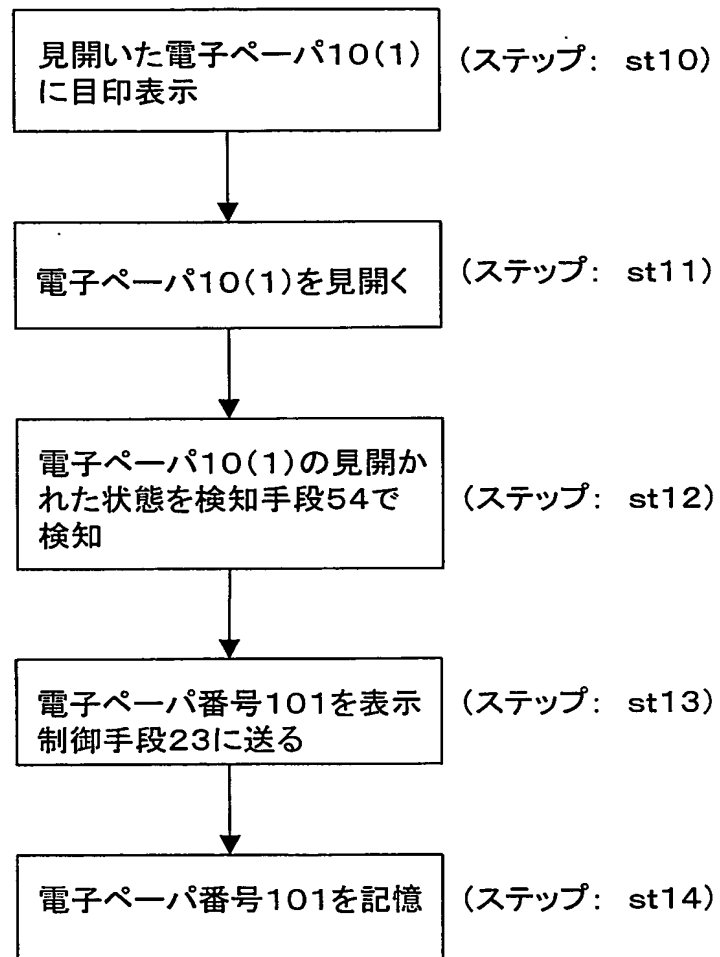 見開いた電子ペーパ10(1)
に目印表示
(ステップ: st10)
電子ペーパ10(1)を見開く
(ステップ: st11)
電子ペーパ10(1)の見開か
れた状態を検知手段54で
検知
(ステップ: st12)
電子ペーパ番号101を表示
制御手段23に送る
(ステップ: st13)
電子ペーパ番号101を記憶
(ステップ: st14)